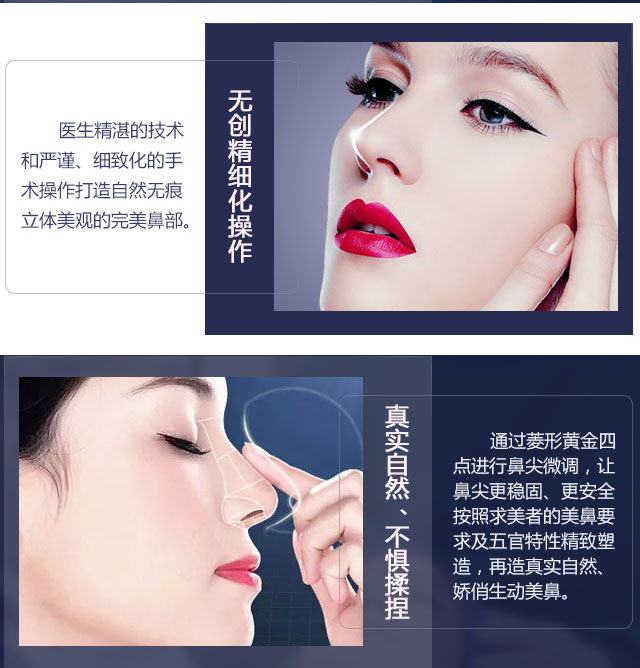 医生精湛的技术
和严谨、细致化的手
术操作打造自然无痕
立体美观的完美鼻部。
无创精细化操作
真实自然、不惧揉捏
通过菱形黄金四
点进行鼻尖微调，让
鼻尖更稳固、更安全
按照求美者的美鼻要
求及五官特性精致塑
造，再造真实自然、
娇俏生动美鼻。